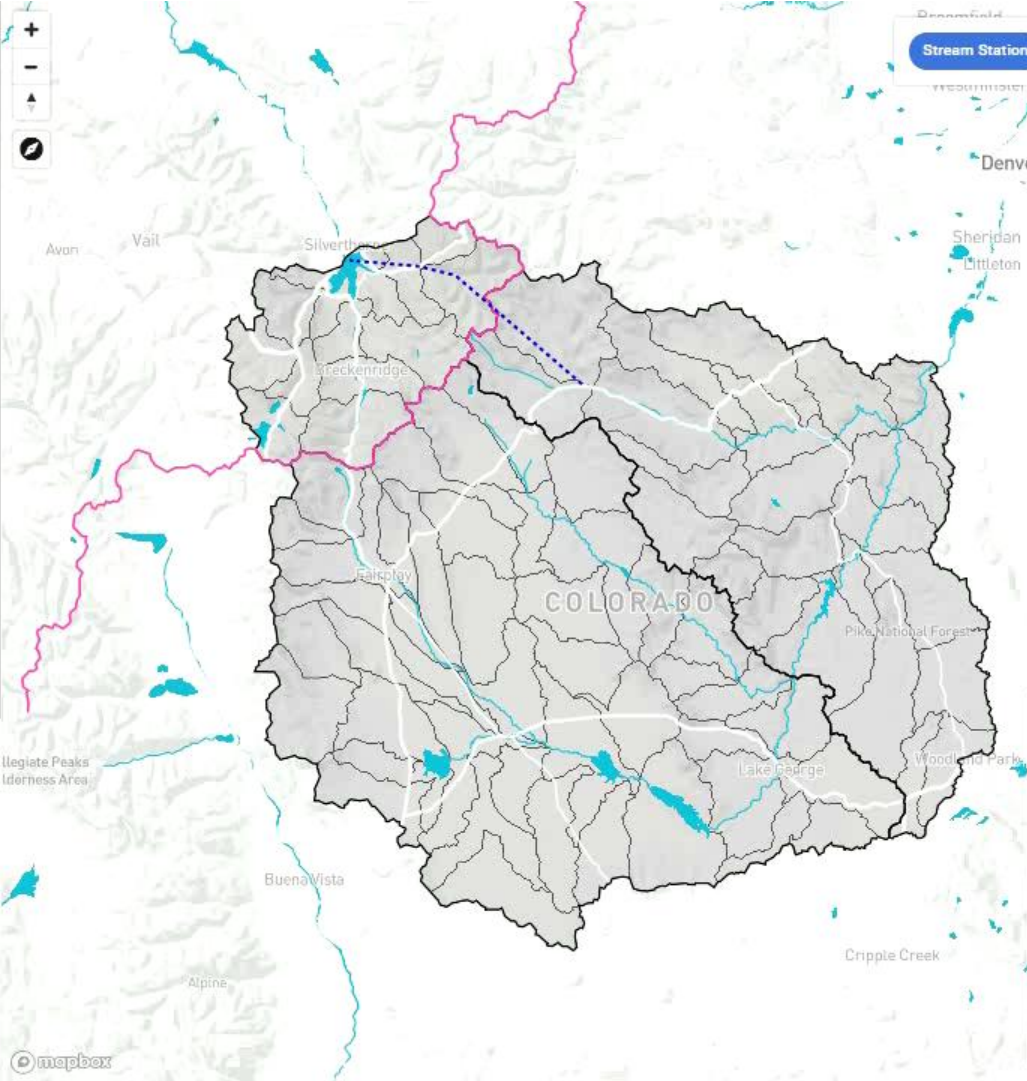 +
Broomfield
Stream Station
−
Westminster
Denve
Sheridan
Avon
Vail
Silverthorne
Littleton
Breckenridge
Fairplay
COLORADO
Pike National Forest
llegiate Peaks
lderness Area
Lake George
Woodland Park
Buena Vista
Cripple Creek
Alpine
mapbox